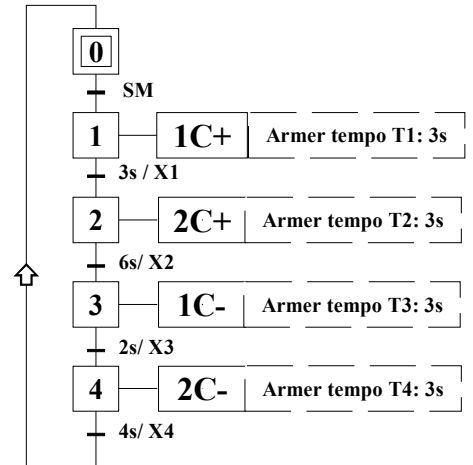 0
SM
1 1C+ Armer tempo T1: 3s
3s / X1
2 2C+ Armer tempo T2: 3s
6s/ X2
3 1C- Armer tempo T3: 3s
2s/ X3
4 2C- Armer tempo T4: 3s
4s/ X4